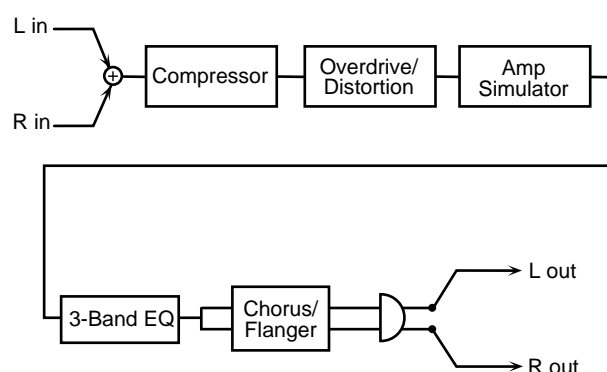 L in
R in
+
Compressor
Overdrive/
Distortion
Amp
Simulator
3-Band EQ
Chorus/
Flanger
L out
R out